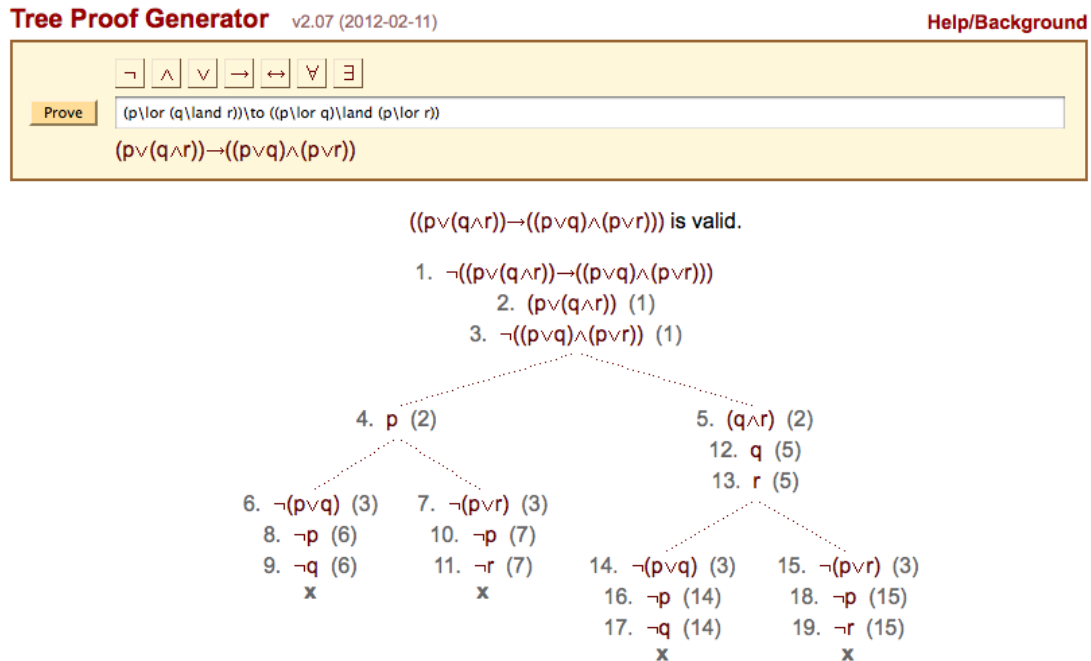 Tree Proof Generator v2.07 (2012-02-11) Help/Background
¬ ∧ ∨ → ↔ ∀ ∃
Prove (p\lor (q\land r))\to ((p\lor q)\land (p\lor r))
(p∨(q∧r))→((p∨q)∧(p∨r))
((p∨(q∧r))→((p∨q)∧(p∨r))) is valid.
1. ¬((p∨(q∧r))→((p∨q)∧(p∨r)))
2. (p∨(q∧r)) (1)
3. ¬((p∨q)∧(p∨r)) (1)
4. p (2) 5. (q∧r) (2)
12. q (5)
13. r (5)
6. ¬(p∨q) (3) 7. ¬(p∨r) (3)
8. ¬p (6) 10. ¬p (7)
9. ¬q (6) 11. ¬r (7)
x x
14. ¬(p∨q) (3) 15. ¬(p∨r) (3)
16. ¬p (14) 18. ¬p (15)
17. ¬q (14) 19. ¬r (15)
x x